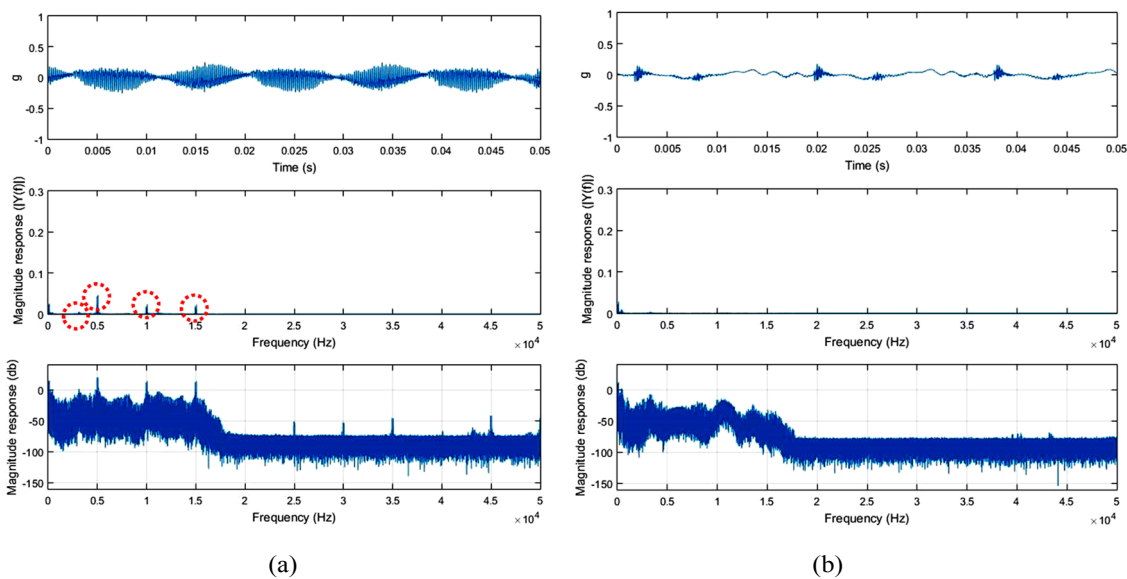 1
0.5
0
-0.5
-1
g
0 0.005 0.01 0.015 0.02 0.025 0.03 0.035 0.04 0.045 0.05
Time (s)
0.3
0.2
0.1
0
Magnitude response (|Y(f)|)
0 0.5 1 1.5 2 2.5 3 3.5 4 4.5 5
Frequency (Hz)
×10^4
0
-50
-100
-150
Magnitude response (db)
0 0.5 1 1.5 2 2.5 3 3.5 4 4.5 5
Frequency (Hz)
×10^4
(a)
1
0.5
0
-0.5
-1
g
0 0.005 0.01 0.015 0.02 0.025 0.03 0.035 0.04 0.045 0.05
Time (s)
0.3
0.2
0.1
0
Magnitude response (|Y(f)|)
0 0.5 1 1.5 2 2.5 3 3.5 4 4.5 5
Frequency (Hz)
×10^4
0
-50
-100
-150
Magnitude response (db)
0 0.5 1 1.5 2 2.5 3 3.5 4 4.5 5
Frequency (Hz)
×10^4
(b)